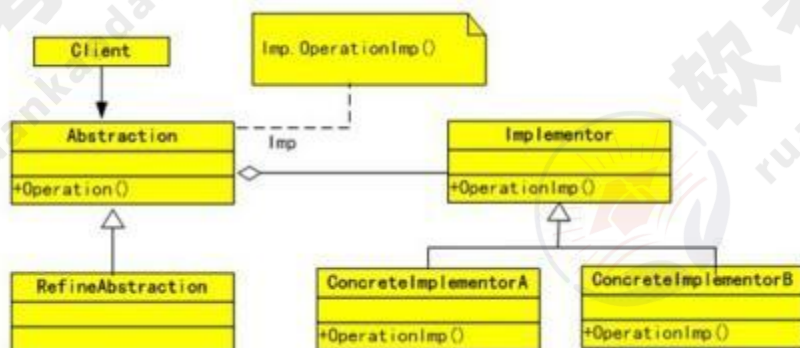 Client
Imp.OperationImp()
Abstraction
Imp
Implementor
+Operation()
+OperationImp()
RefineAbstraction
ConcreteImplementorA
ConcreteImplementorB
+OperationImp()
+OperationImp()